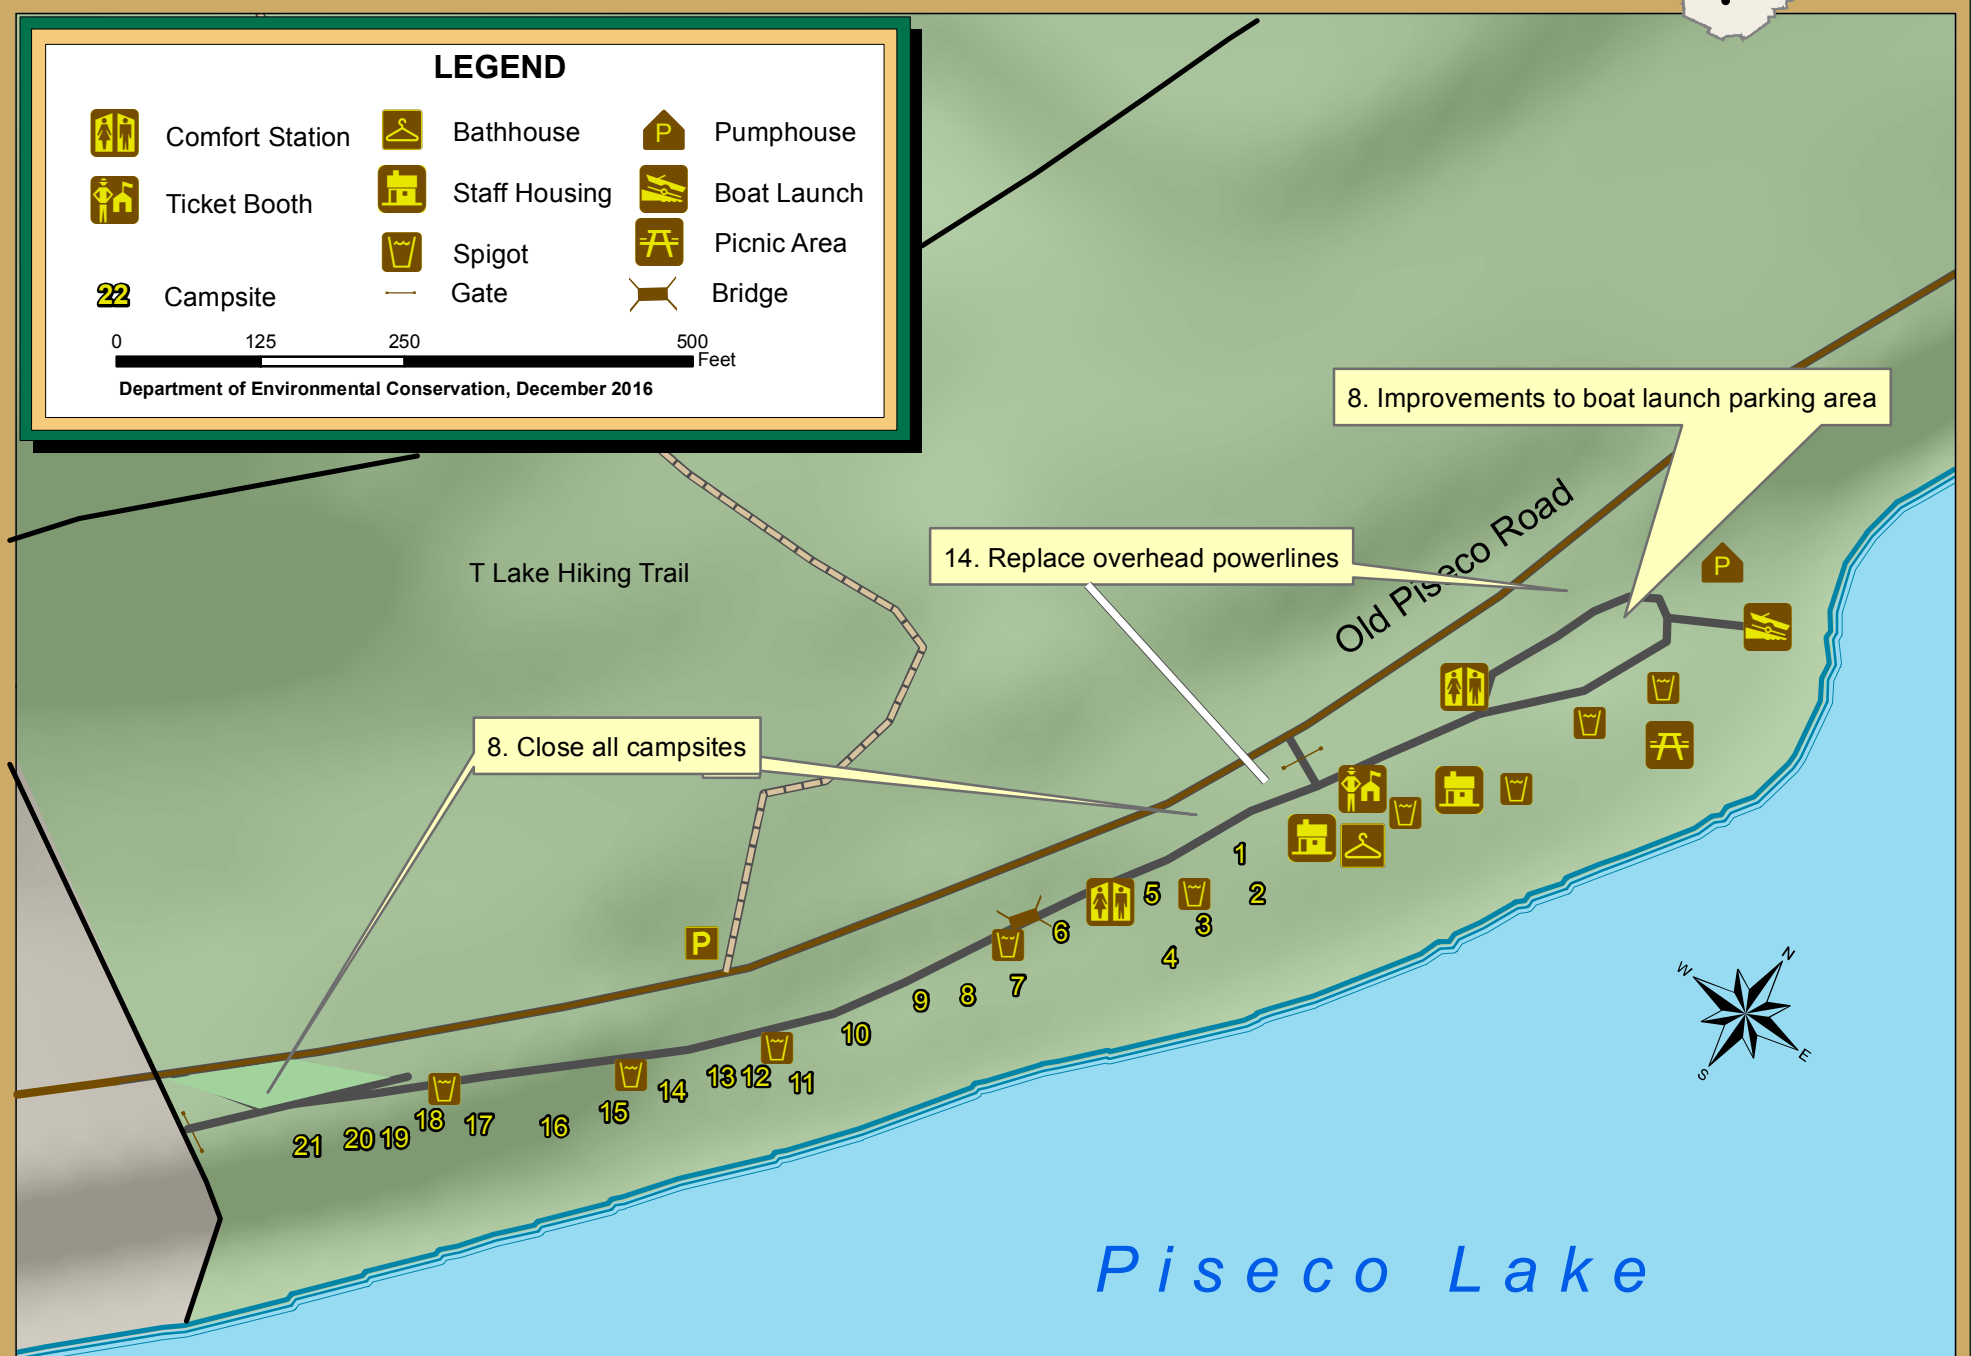 LEGEND
Comfort Station
Bathhouse
P
Pumphouse
Ticket Booth
Staff Housing
Boat Launch
Spigot
Picnic Area
22
Campsite
Gate
Bridge
0 125 250 500
Feet
Department of Environmental Conservation, December 2016
8. Improvements to boat launch parking area
14. Replace overhead powerlines
Old Piseco Road
P
T Lake Hiking Trail
8. Close all campsites
P
1
2
3
4
5
6
7
8
9
10
11
12
13
14
15
16
17
18
19
20
21
N
W
E
S
Piseco Lake